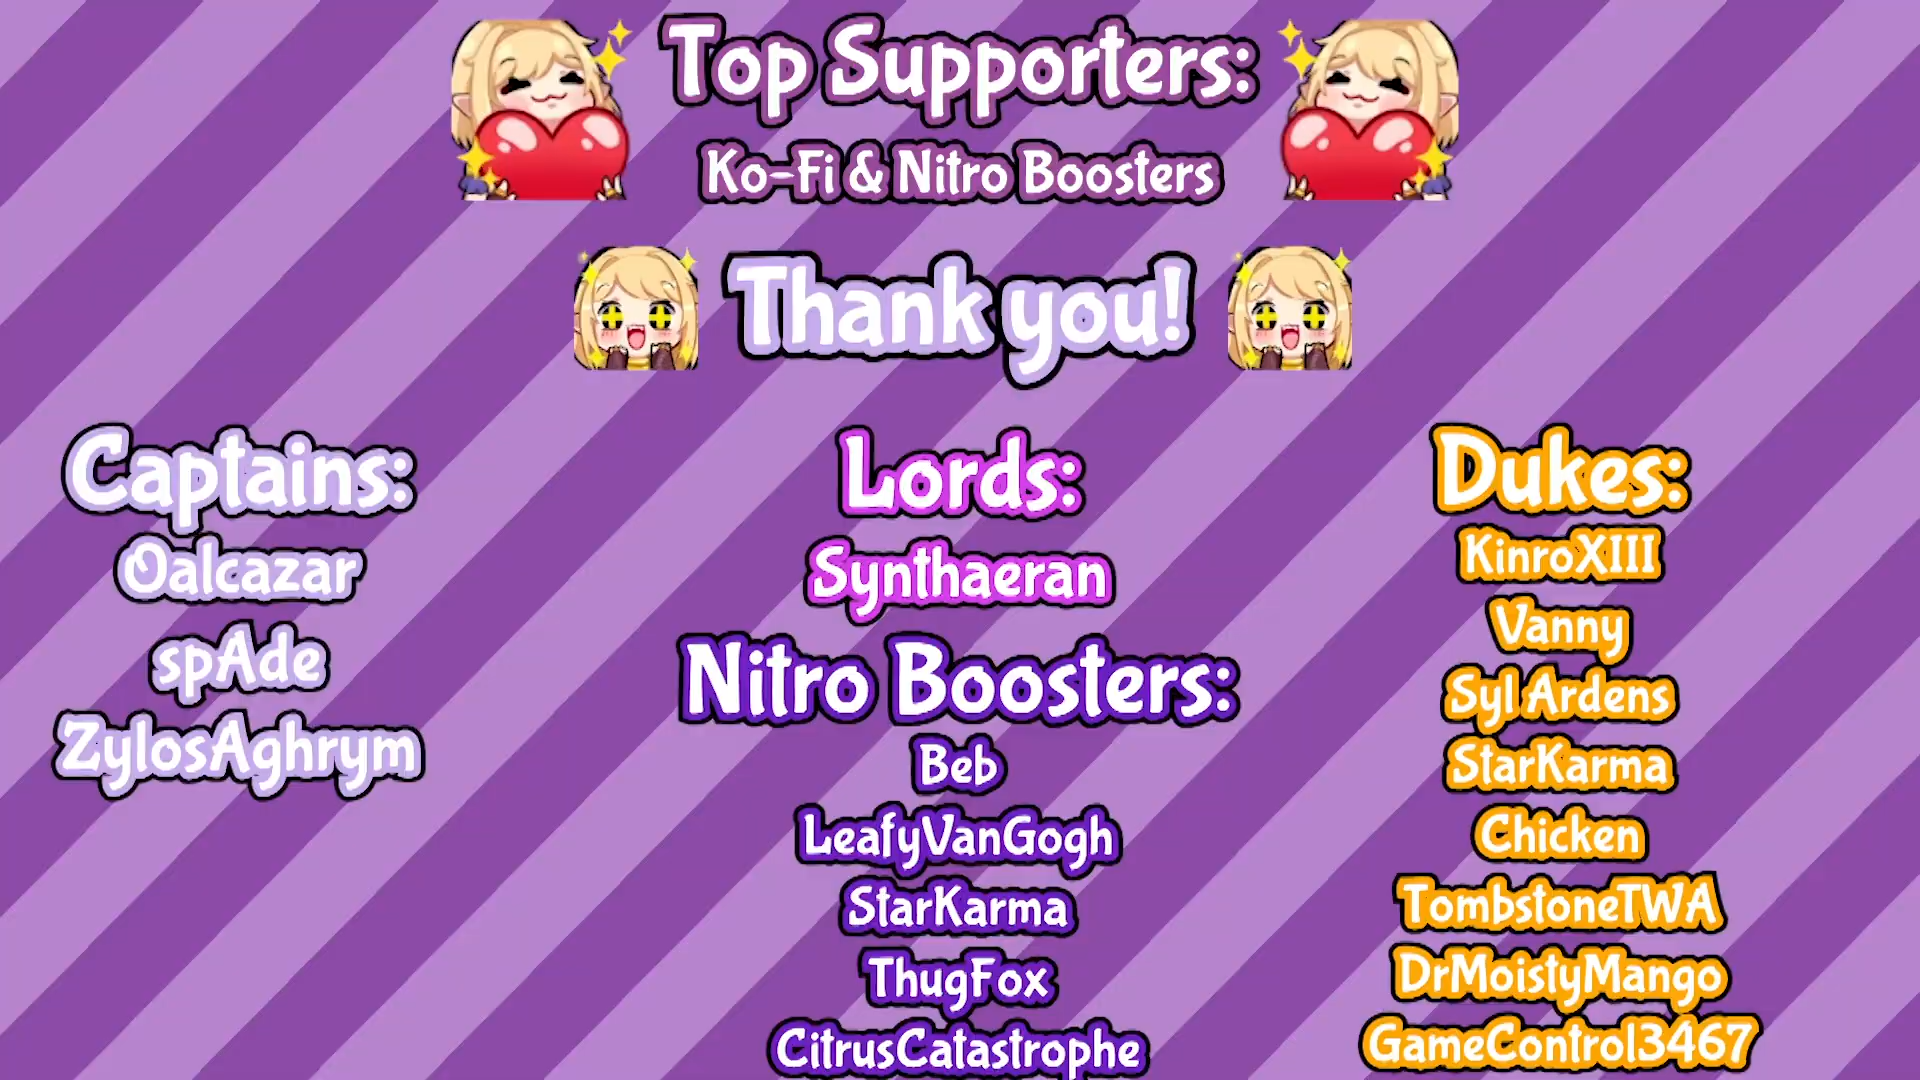 Top Supporters:
Ko-Fi & Nitro Boosters
Thank you!
Captains:
Oalcazar
spAde
ZylosAghrym
Lords:
Synthaeran
Nitro Boosters:
Beb
LeafyVanGogh
StarKarma
ThugFox
CitrusCatastrophe
Dukes:
KinroXIII
Vanny
Syl Ardens
StarKarma
Chicken
TombstoneTWA
DrMoistyMango
GameControl3467